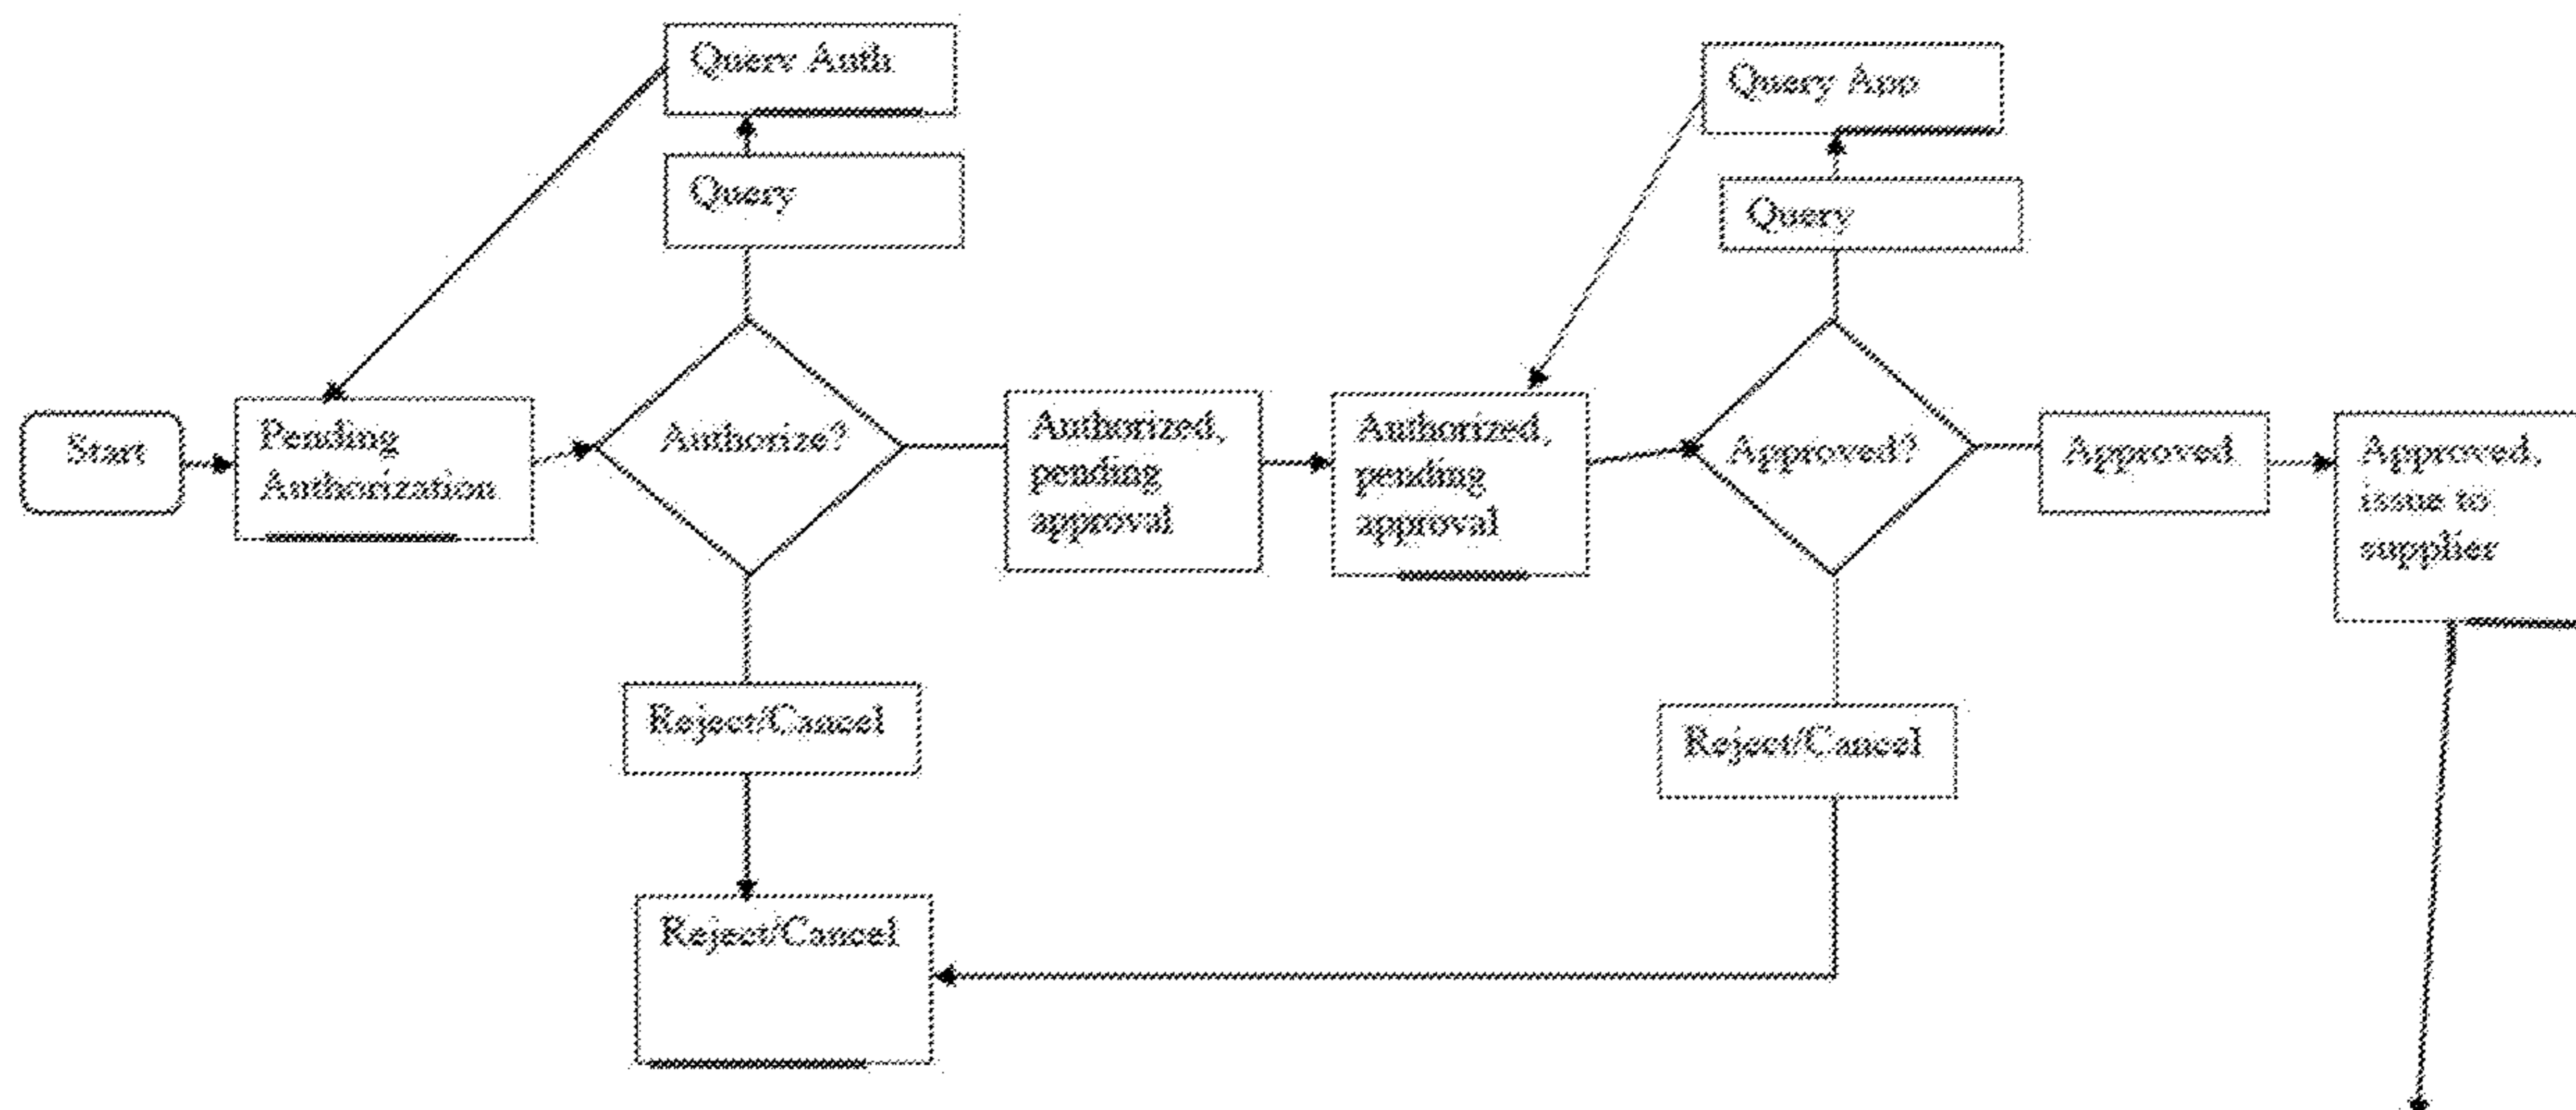 Query Auth
Query App
Query
Query
Start
Pending
Authorization
Authorize?
Authorized,
pending
approval
Authorized,
pending
approval
Approved?
Approved
Approved,
issue to
supplier
Reject/Cancel
Reject/Cancel
Reject/Cancel